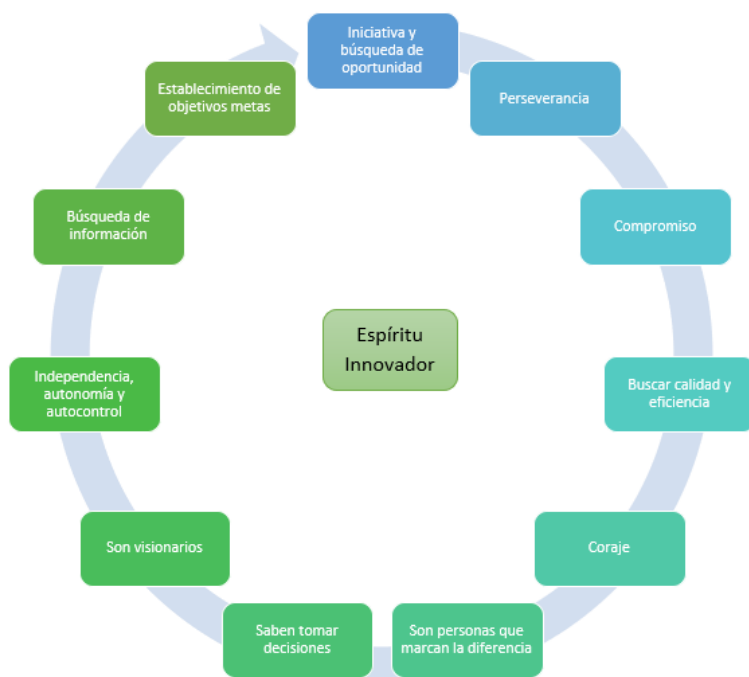 Iniciativa y
búsqueda de
oportunidad
Perseverancia
Compromiso
Buscar calidad y
eficiencia
Coraje
Son personas que
marcan la diferencia
Saben tomar
decisiones
Son visionarios
Independencia,
autonomía y
autocontrol
Búsqueda de
información
Establecimiento de
objetivos metas
Espíritu
Innovador